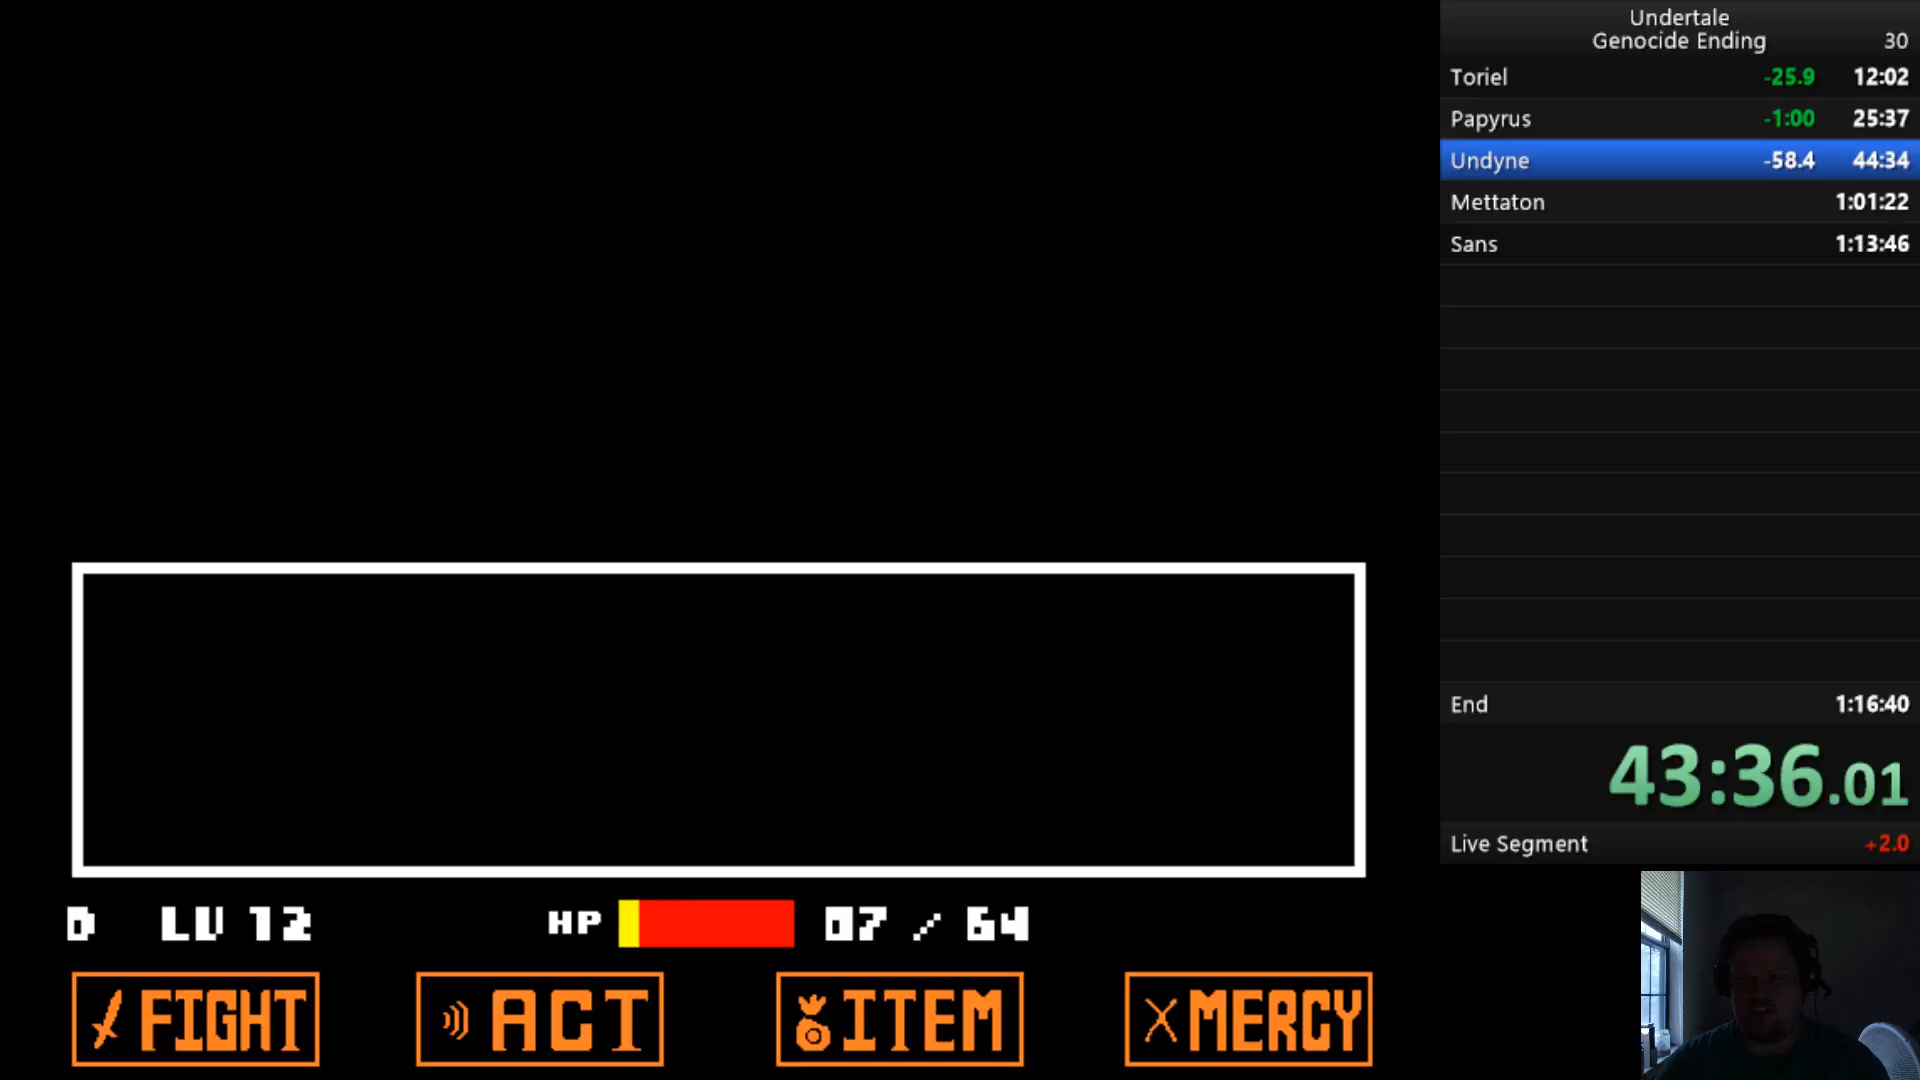 Undertale
Genocide Ending 30
Toriel -25.9 12:02
Papyrus -1:00 25:37
Undyne -58.4 44:34
Mettaton 1:01:22
Sans 1:13:46
End 1:16:40
43:36.01
Live Segment +2.0
D LV 12 HP 07 / 64
FIGHT ACT ITEM MERCY